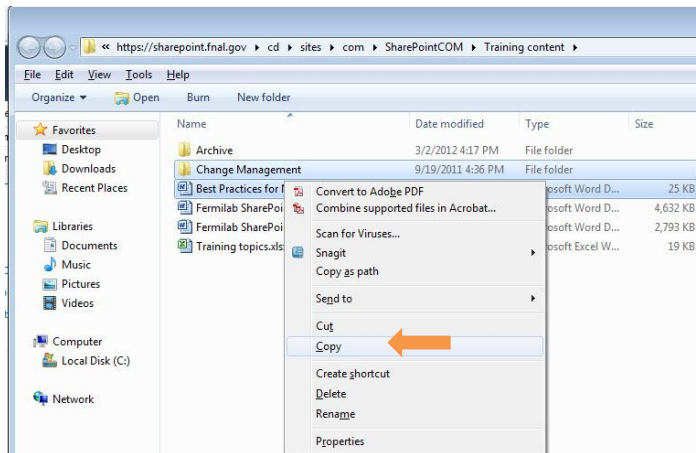 « https://sharepoint.fnal.gov ▸ cd ▸ sites ▸ com ▸ SharePointCOM ▸ Training content ▸
File Edit View Tools Help
Organize ▾ Open Burn New folder
Name Date modified Type Size
Favorites
Desktop
Downloads
Recent Places
Libraries
Documents
Music
Pictures
Videos
Computer
Local Disk (C:)
Network
Archive 3/2/2012 4:17 PM File folder
Change Management 9/19/2011 4:36 PM File folder
Best Practices for osoft Word D... 25 KB
Fermilab SharePoi osoft Word D... 4,632 KB
Fermilab SharePoi osoft Word D... 2,793 KB
Training topics.xls osoft Excel W... 19 KB
Convert to Adobe PDF
Combine supported files in Acrobat...
Scan for Viruses...
Snagit
Copy as path
Send to
Cut
Copy
Create shortcut
Delete
Rename
Properties